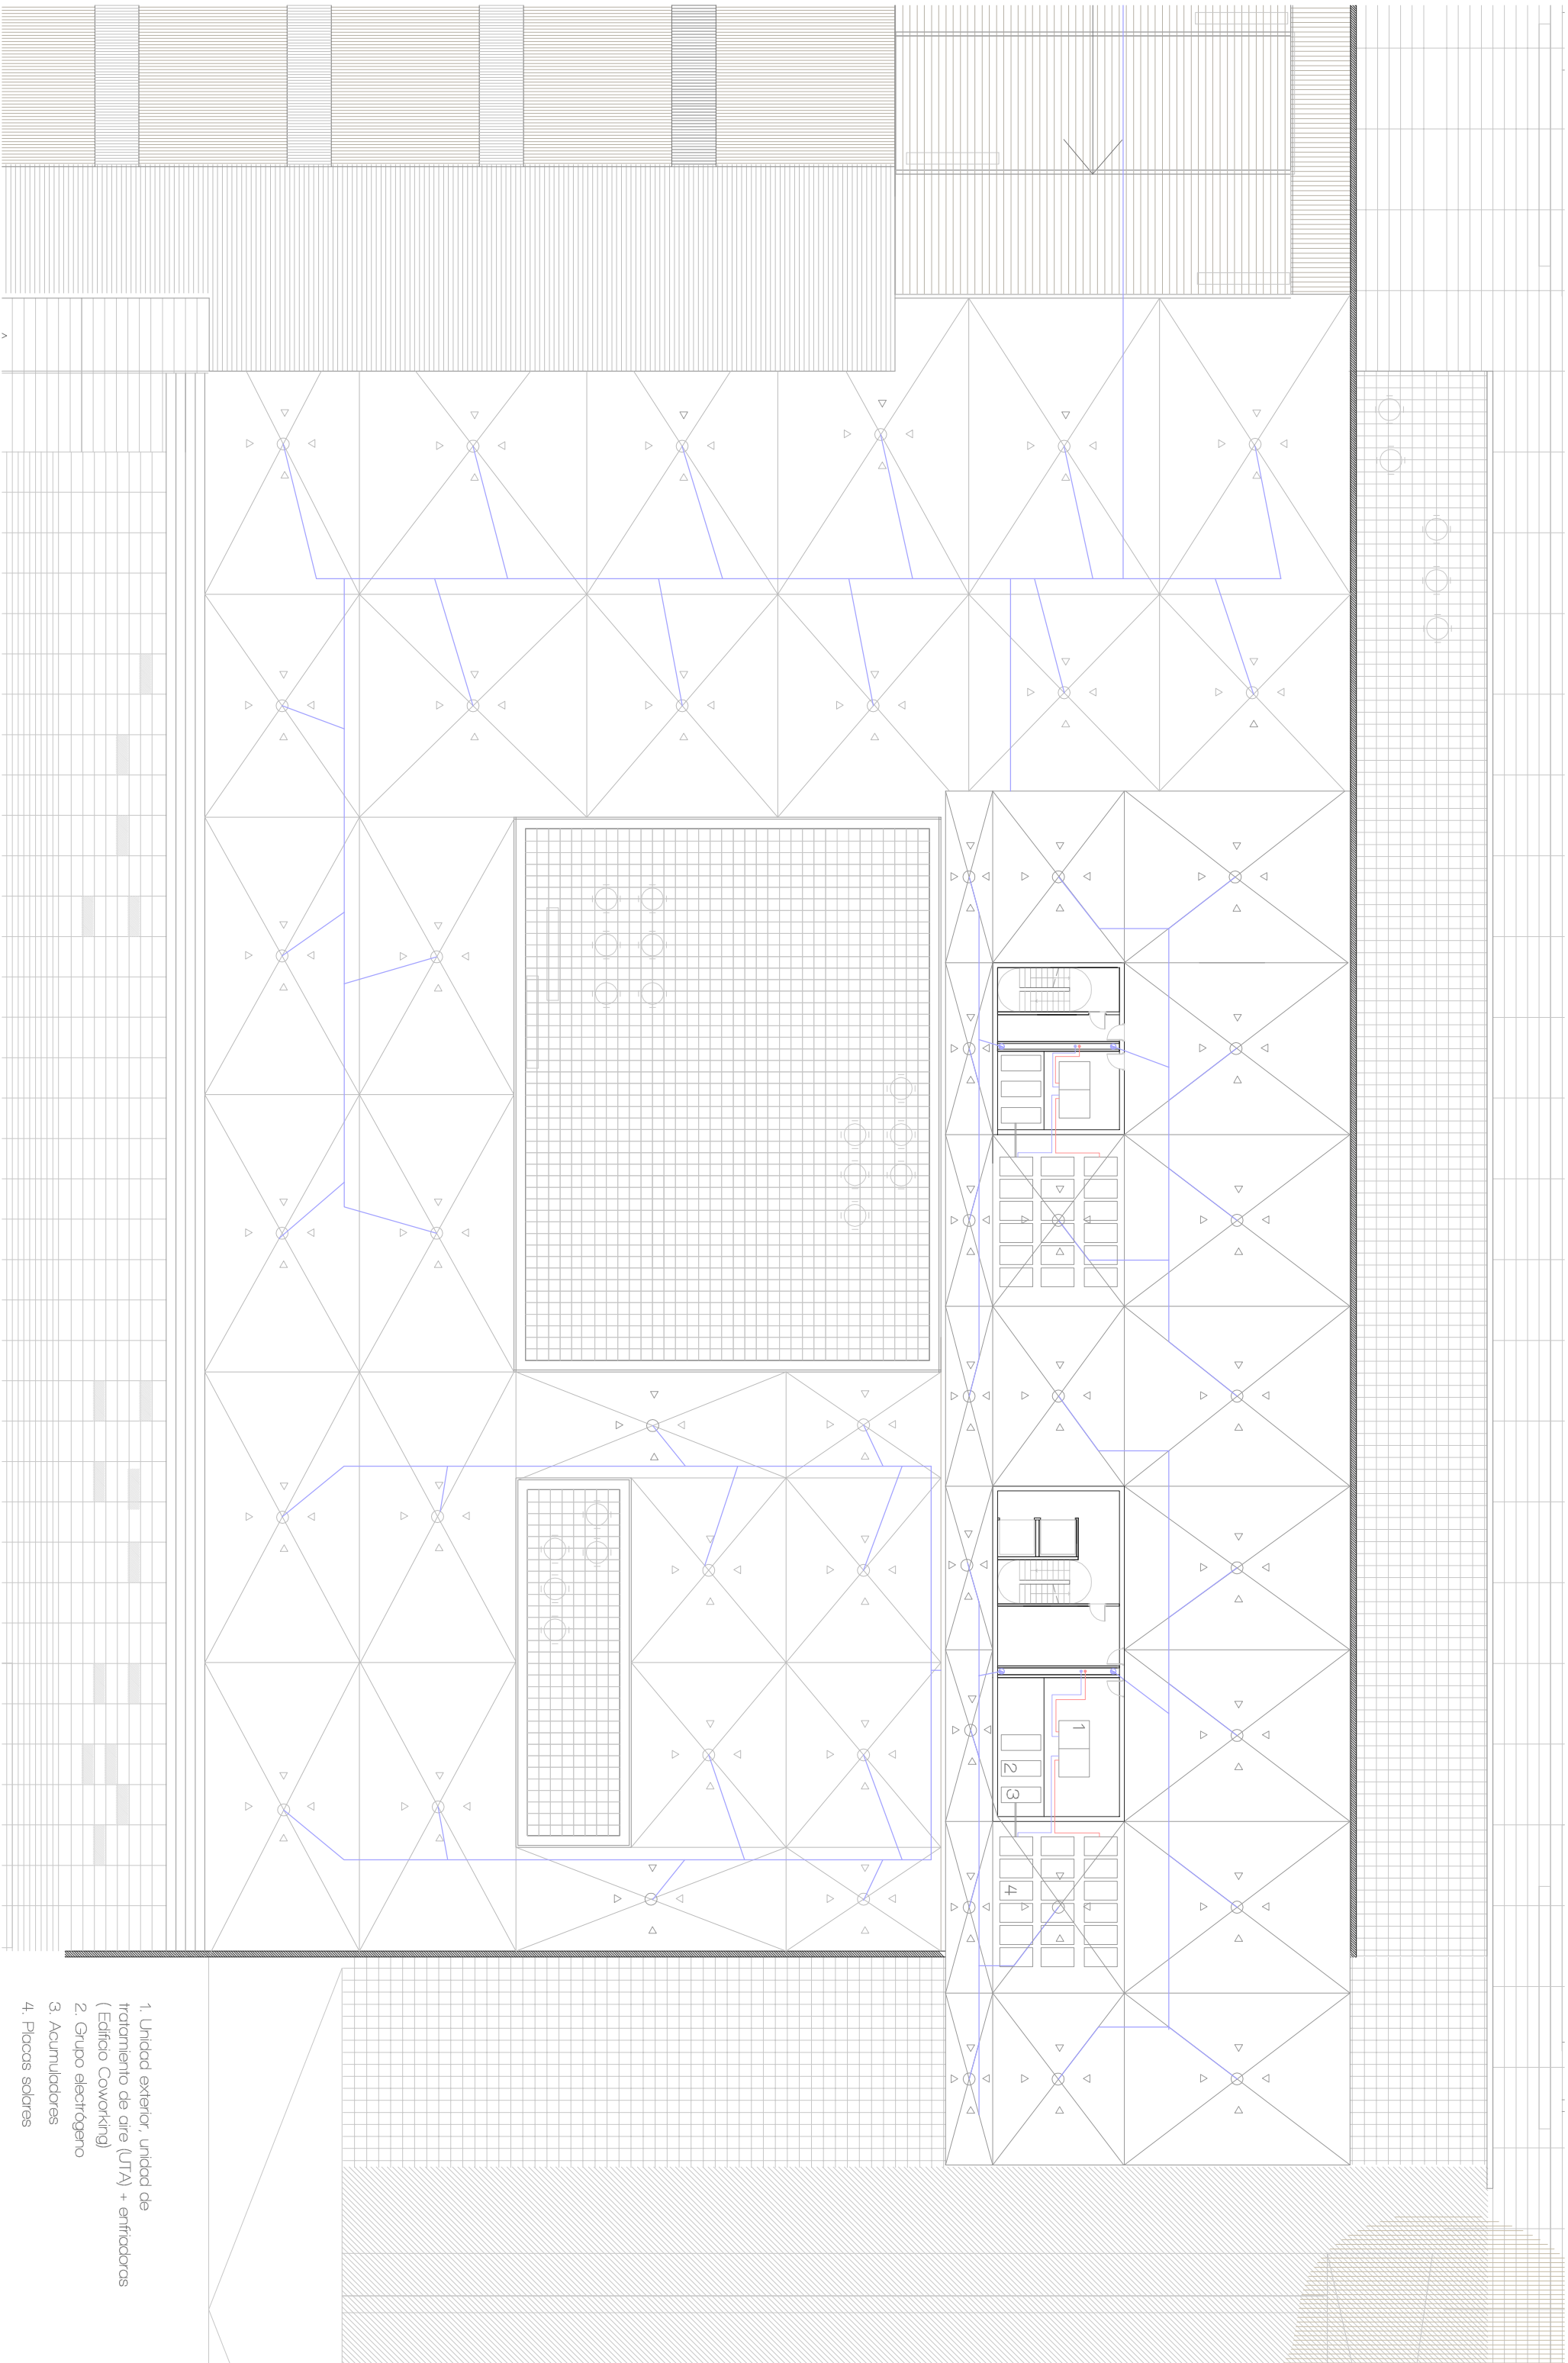 1
2
3
4
1. Unidad exterior, unidad de
tratamiento de aire (UTA) + enfriadoras
( Edificio Coworking)
2. Grupo electrógeno
3. Acumuladores
4. Placas solares